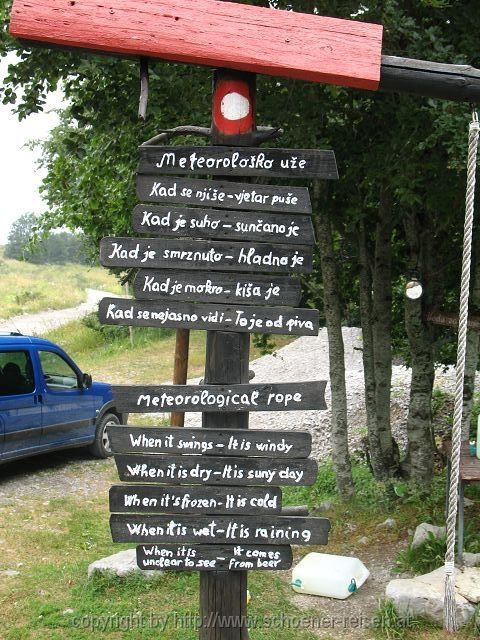 Meteorološko uže
Kad se njiše - vjetar puše
Kad je suho - sunčano je
Kad je smrznuto - hladno je
Kad je mokro - kiša je
Kad se nejasno vidi - To je od piva
Meteorological rope
When it swings - It is windy
When it is dry - It is suny day
When it's frozen - It is cold
When it is wet - It is raining
When it is - It comes
unclear to see - From beer
copyright by http://www.schoener-reisen.at